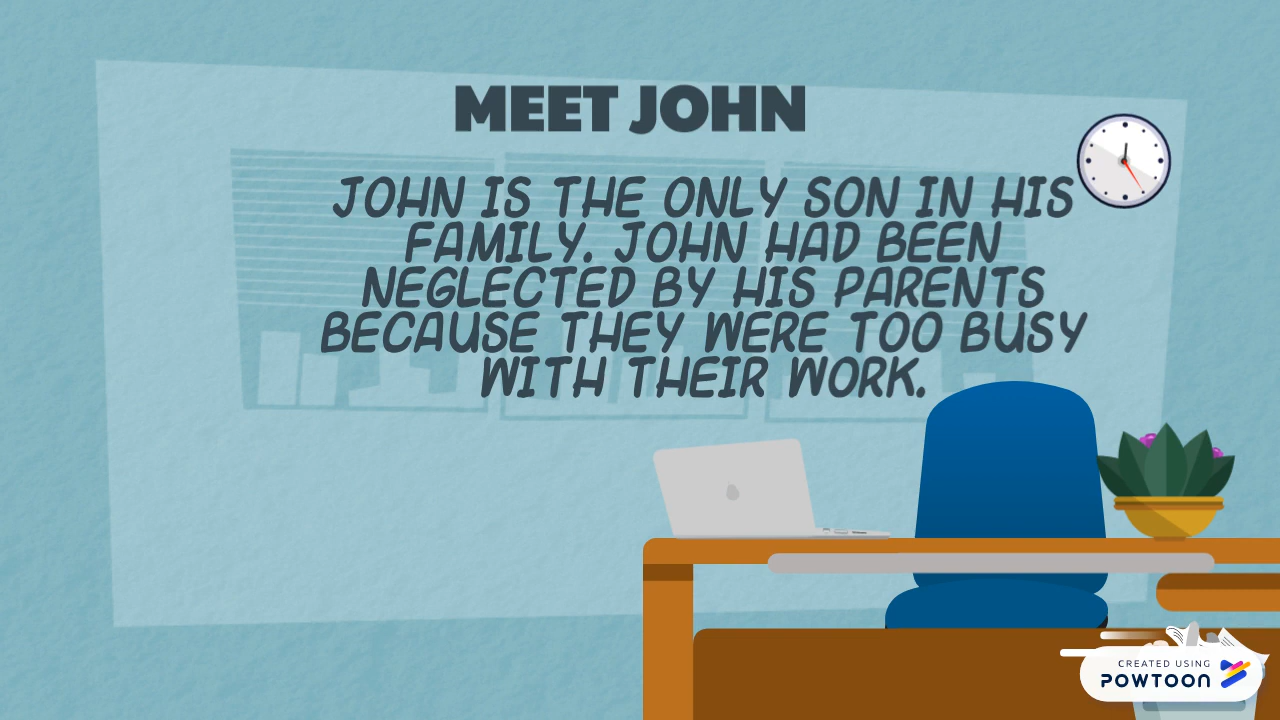 MEET JOHN
JOHN IS THE ONLY SON IN HIS
FAMILY. JOHN HAD BEEN
NEGLECTED BY HIS PARENTS
BECAUSE THEY WERE TOO BUSY
WITH THEIR WORK.
CREATED USING
POWTOON